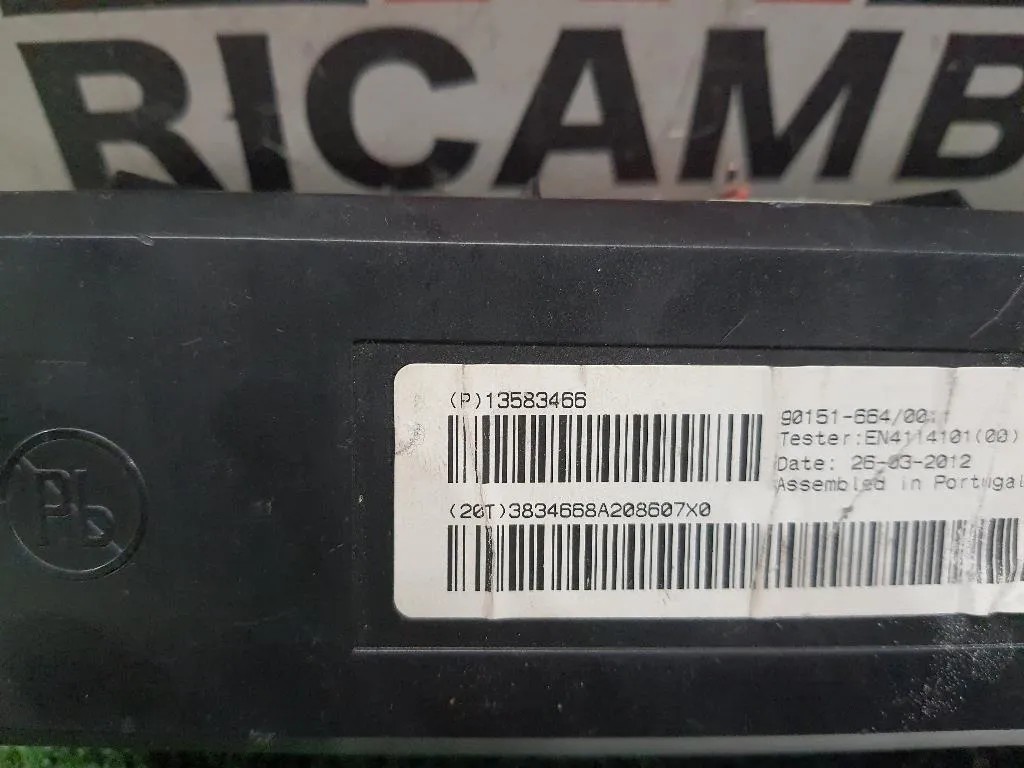 RICAMB
(P)13583466
90151-664/00
Tester:EN4114101(00)
Date: 26-03-2012
Assembled in Portugal
(20T)3834668A208607X0
Pb